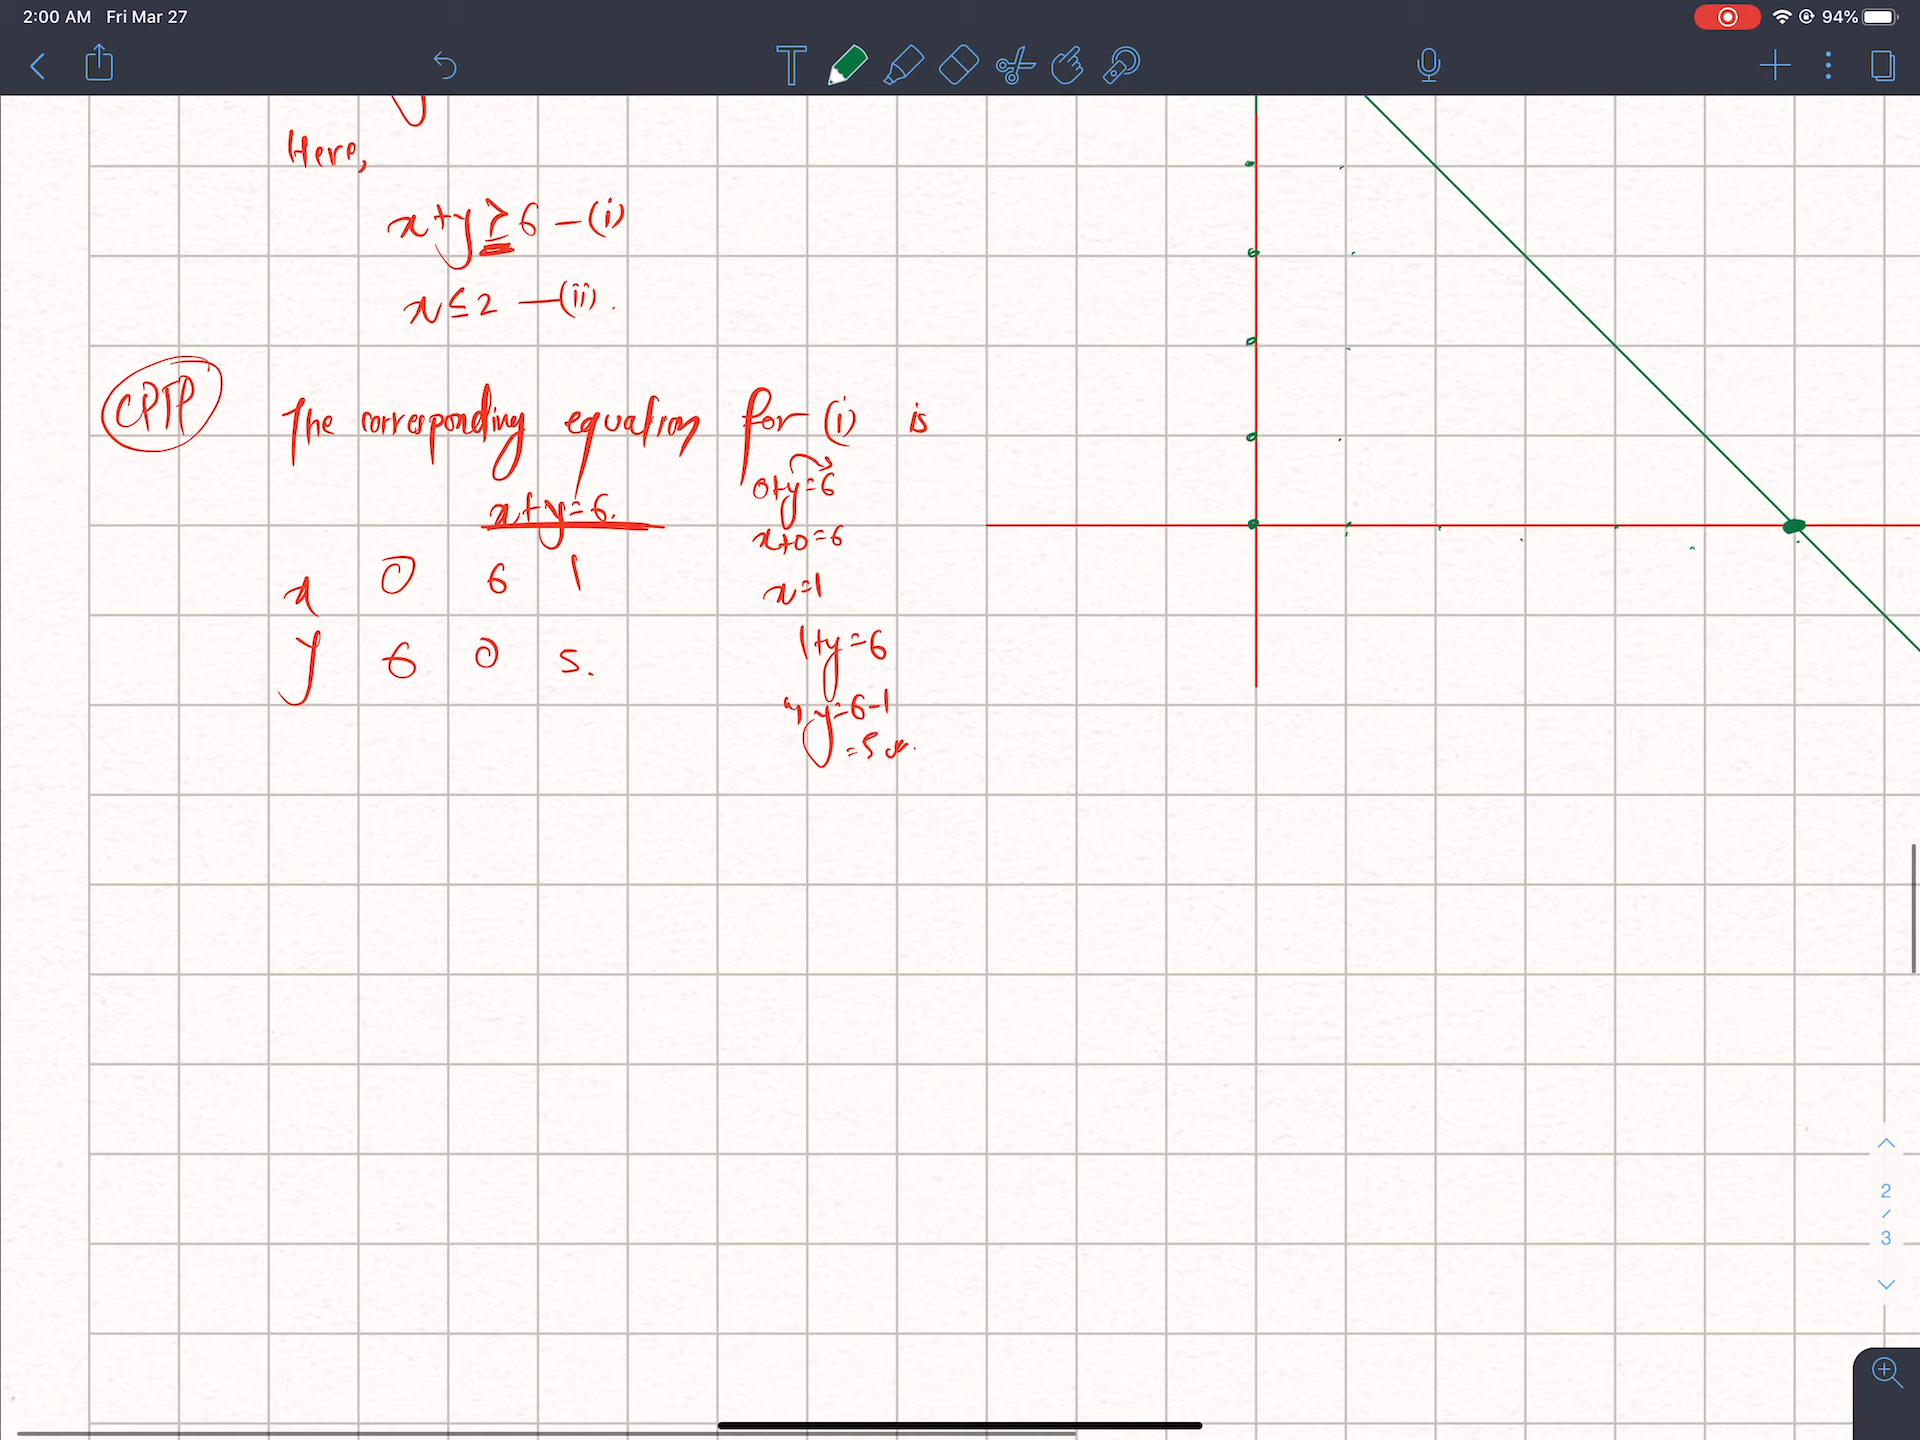 2:00 AM Fri Mar 27
94%
Here,
x+y ≥ 6 – (i)
x ≤ 2 – (ii).
CPTP
The corresponding equation for (i) is
x+y=6.
x 0 6 1
y 6 0 5.
0+y=6
x+0=6
x=1
1+y=6
y=6-1
=5
2
/
3